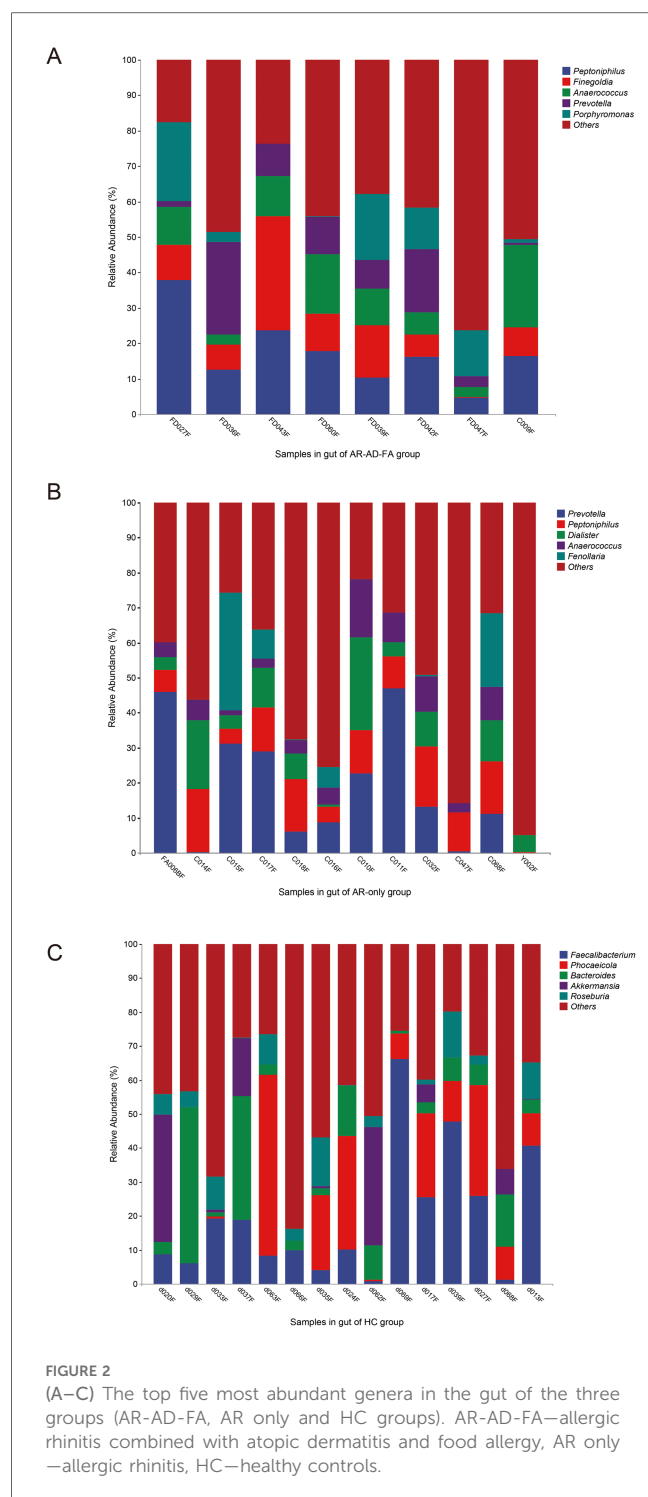 A
100
90
80
70
60
50
40
30
20
10
0
Relative Abundance (%)
Peptoniphilus
Finegoldia
Anaerococcus
Prevotella
Porphyromonas
Others
FD027F FD036F FD043F FD050F FD039F FD042F FD047F C009F
Samples in gut of AR-AD-FA group
B
100
90
80
70
60
50
40
30
20
10
0
Relative Abundance (%)
Prevotella
Peptoniphilus
Dialister
Anaerococcus
Fenollaria
Others
C014F C015F C017F C018F C016F C010F C011F C032F C047F C068F Y002F
Samples in gut of AR-only group
C
100
90
80
70
60
50
40
30
20
10
0
Relative Abundance (%)
Faecalibacterium
Phocaeicola
Bacteroides
Akkermansia
Roseburia
Others
d020F d029F d033F d037F d063F d066F d035F d024F d062F d069F d017F d039F d027F d068F d013F
Samples in gut of HC group
FIGURE 2
(A–C) The top five most abundant genera in the gut of the three
groups (AR-AD-FA, AR only and HC groups). AR-AD-FA—allergic
rhinitis combined with atopic dermatitis and food allergy, AR only
—allergic rhinitis, HC—healthy controls.